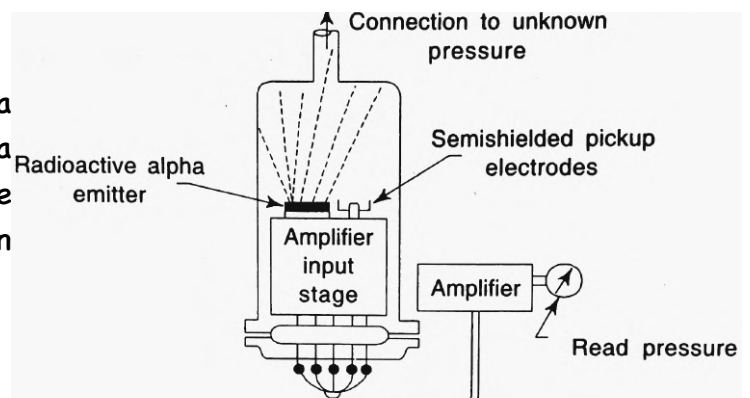 Connection to unknown
pressure
a
a
e
n
Semishielded pickup
electrodes
Radioactive alpha
emitter
Amplifier
input
stage
Amplifier
Read pressure